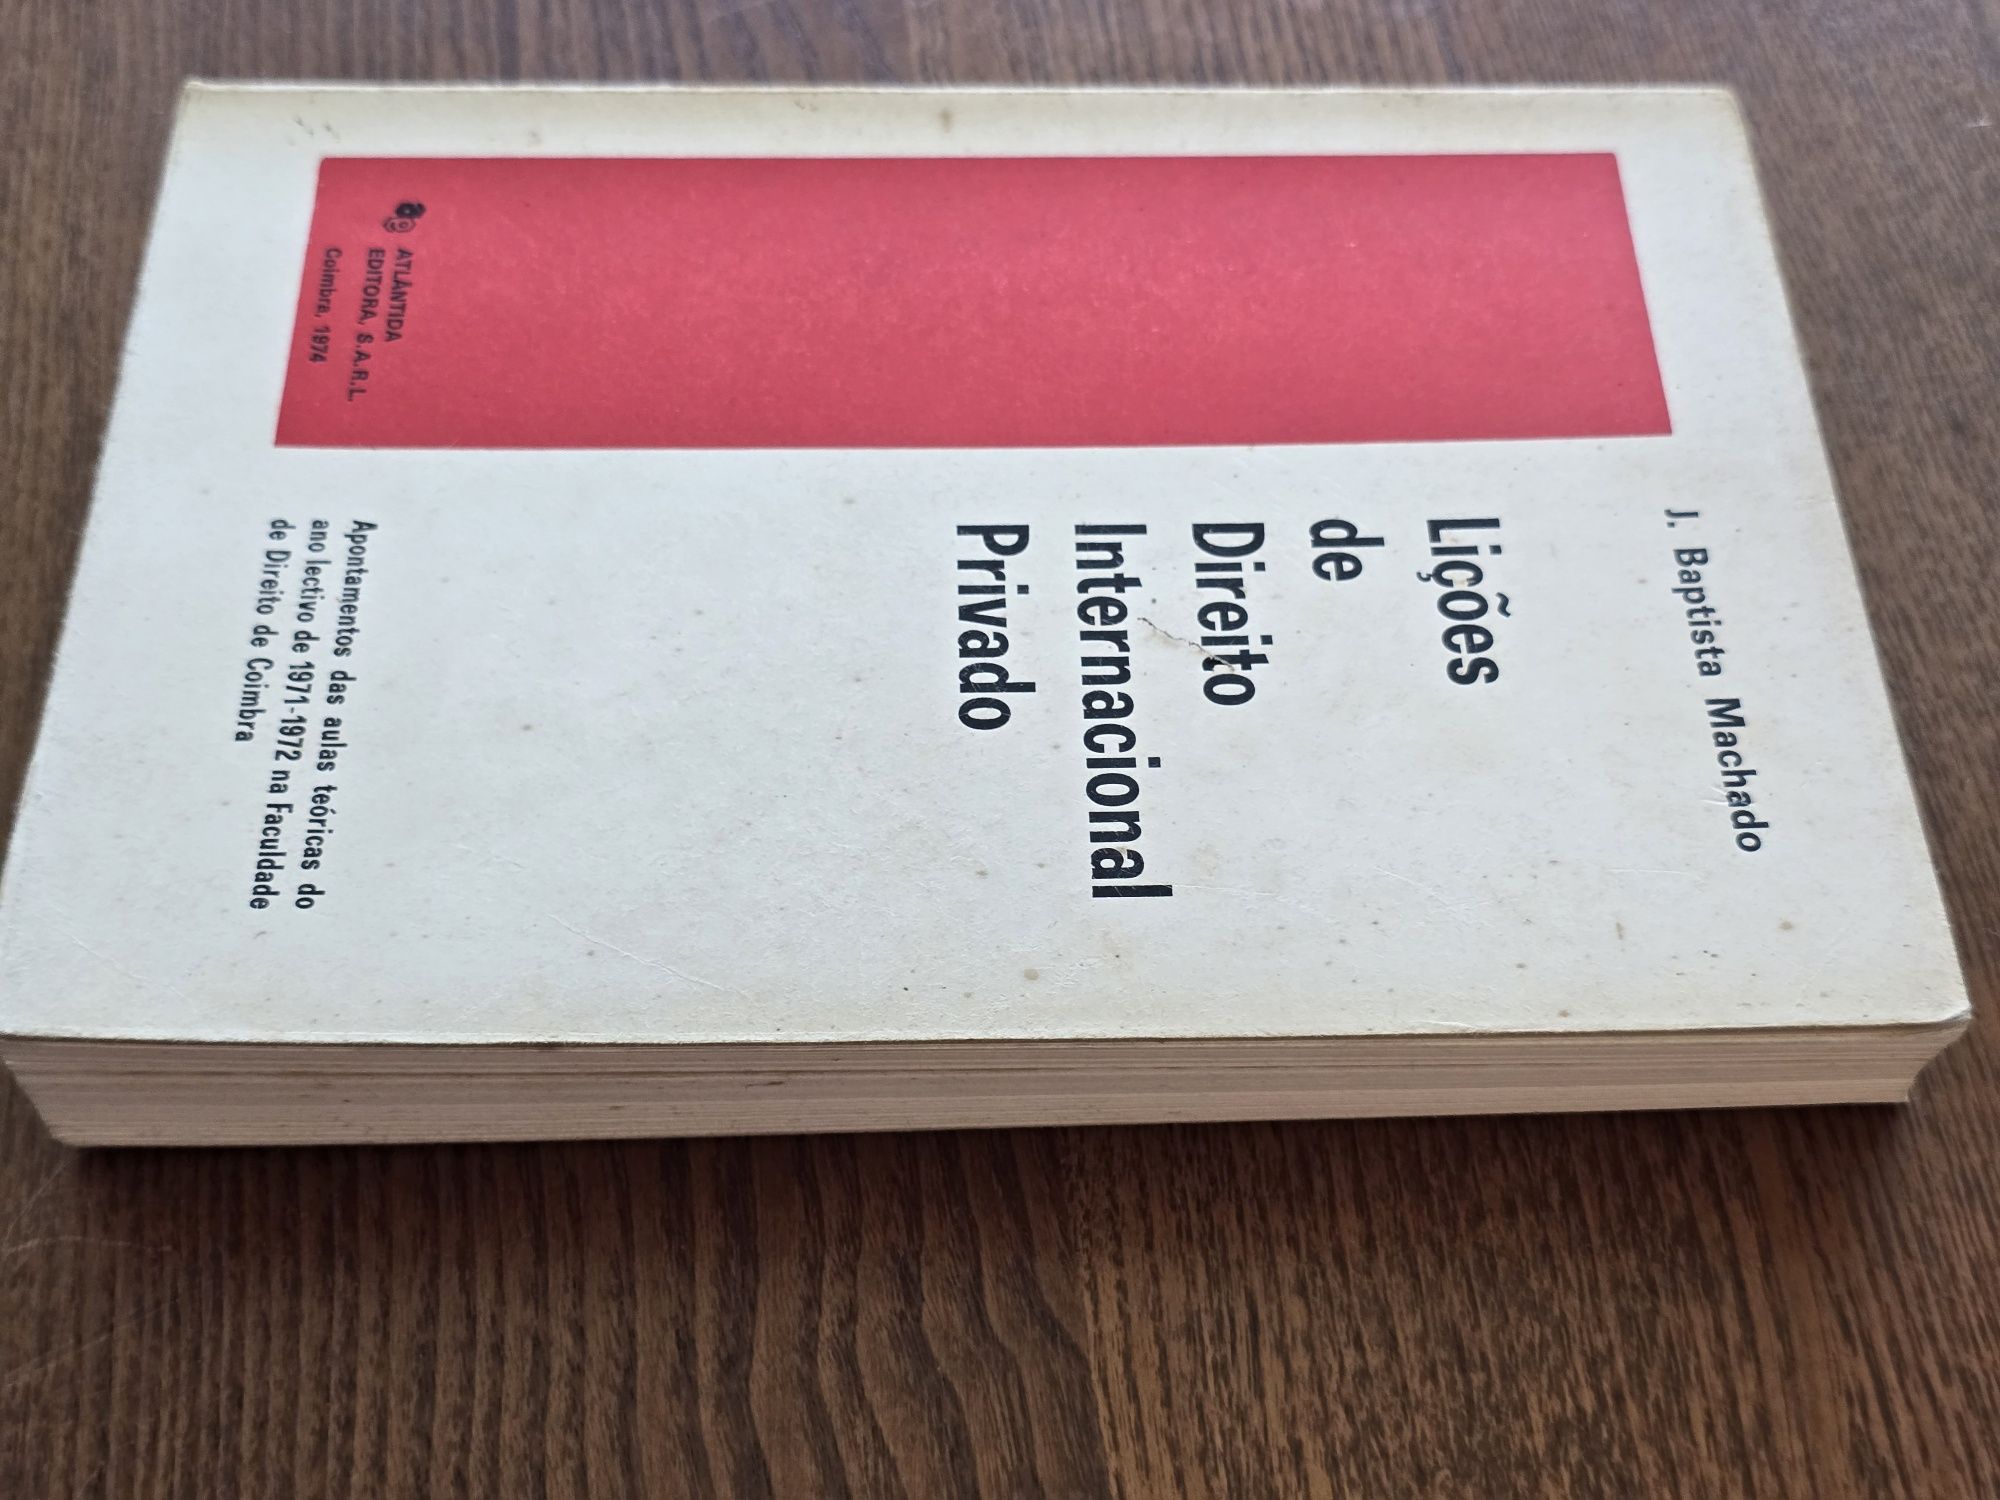 J. Baptista Machado
Lições
de
Direito
Internacional
Privado
Apontamentos das aulas teóricas do
ano lectivo de 1971-1972 na Faculdade
de Direito de Coimbra
ae
ATLÂNTIDA
EDITORA, S.A.R.L.
Coimbra, 1974